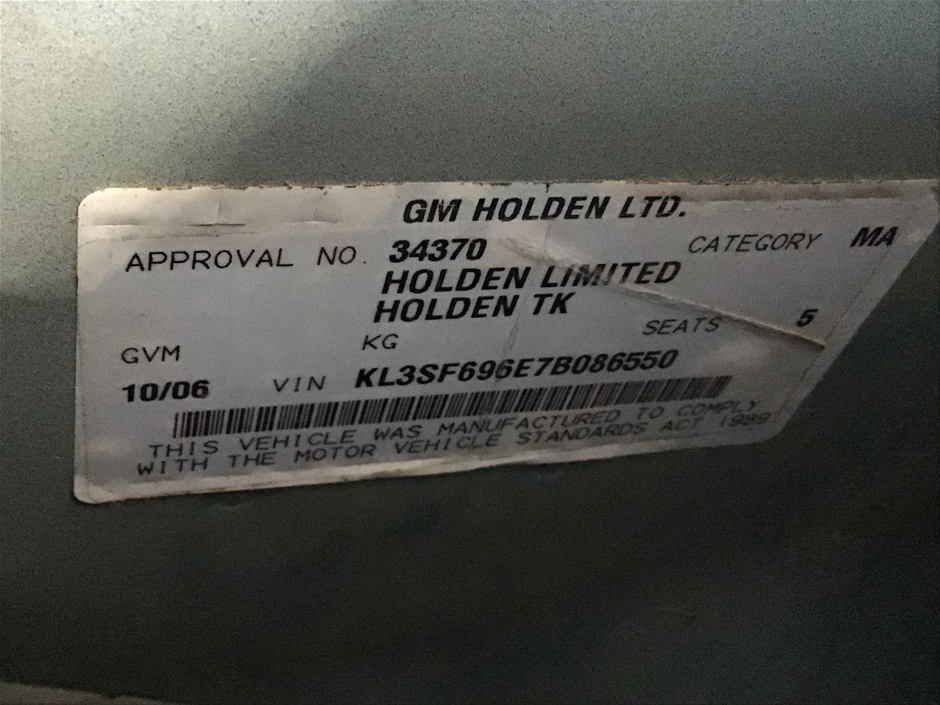 GM HOLDEN LTD.
APPROVAL NO. 34370 CATEGORY MA
HOLDEN LIMITED
HOLDEN TK
GVM KG SEATS 5
10/06 VIN KL3SF696E7B086550
THIS VEHICLE WAS MANUFACTURED TO COMPLY
WITH THE MOTOR VEHICLE STANDARDS ACT 1989